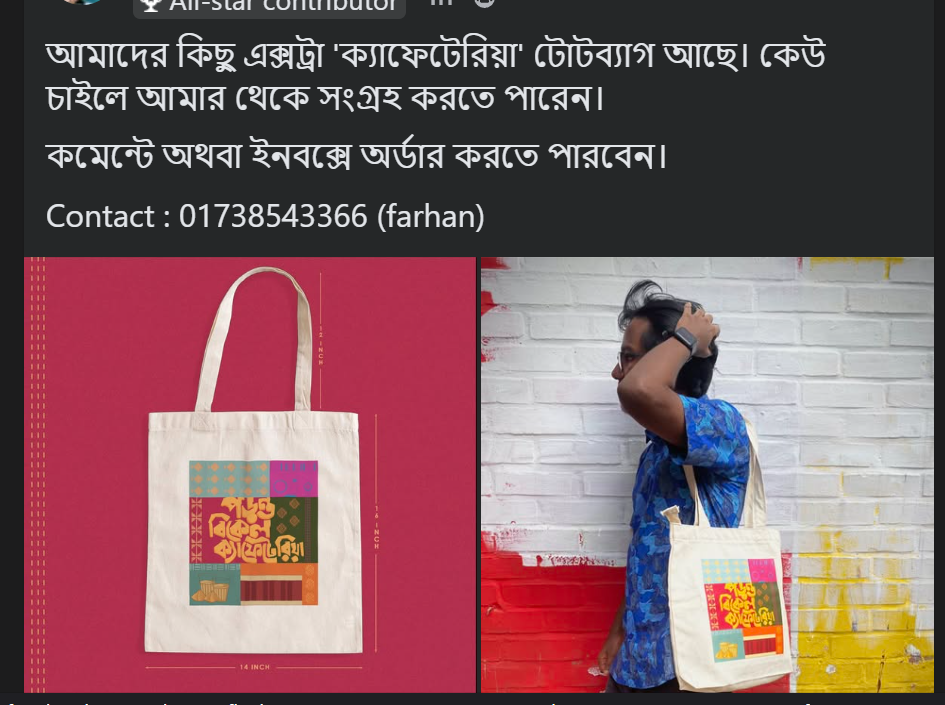 All-star contributor
আমাদের কিছু এক্সট্রা 'ক্যাফেটেরিয়া' টোটব্যাগ আছে। কেউ
চাইলে আমার থেকে সংগ্রহ করতে পারেন।
কমেন্টে অথবা ইনবক্সে অর্ডার করতে পারবেন।
Contact : 01738543366 (farhan)
12 INCH
পড়ন্ত
বিকেল
ক্যাফেটেরিয়া
14 INCH
14 INCH
পড়ন্ত
বিকেল
ক্যাফেটেরিয়া